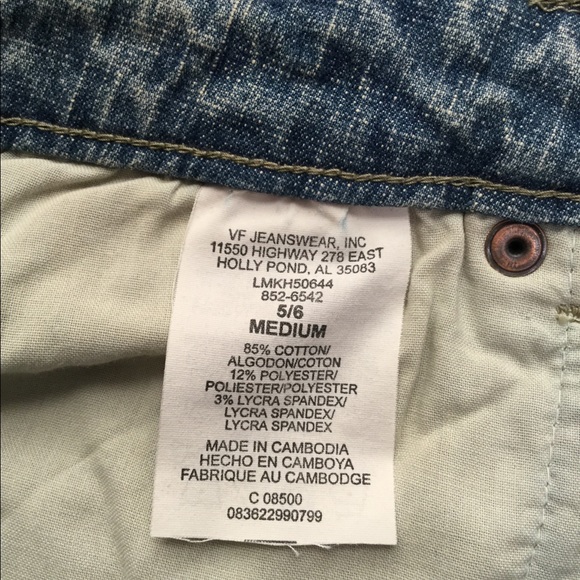 VF JEANSWEAR, INC
11550 HIGHWAY 278 EAST
HOLLY POND, AL 35083
LMKH50644
852-6542
5/6
MEDIUM
85% COTTON/
ALGODON/COTON
12% POLYESTER/
POLIESTER/POLYESTER
3% LYCRA SPANDEX/
LYCRA SPANDEX/
LYCRA SPANDEX
MADE IN CAMBODIA
HECHO EN CAMBOYA
FABRIQUE AU CAMBODGE
C 08500
083622990799